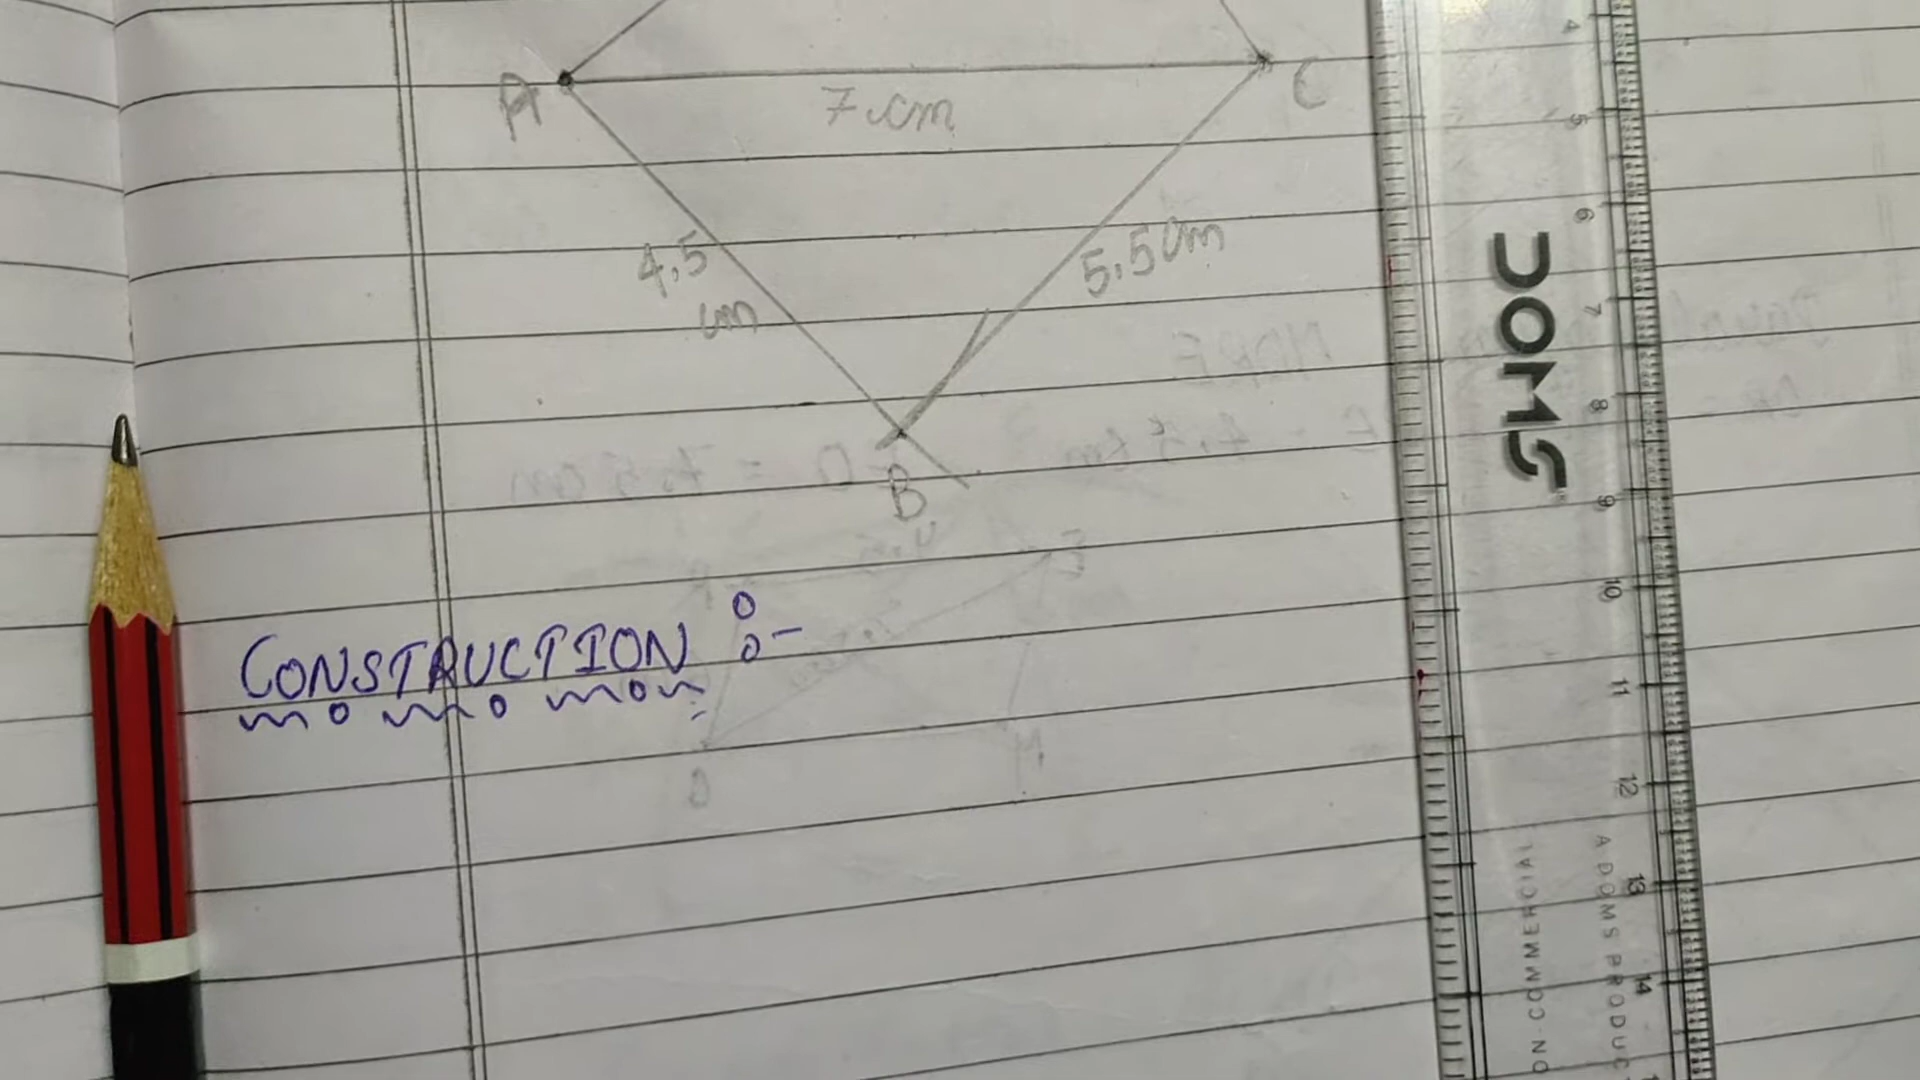 A
C
7 cm
4.5
cm
5.5 cm
B
CONSTRUCTION :-
4
5
6
7
8
9
10
11
12
13
14
DOMS
ON-COMMERCIAL
A DOMS PRODUC